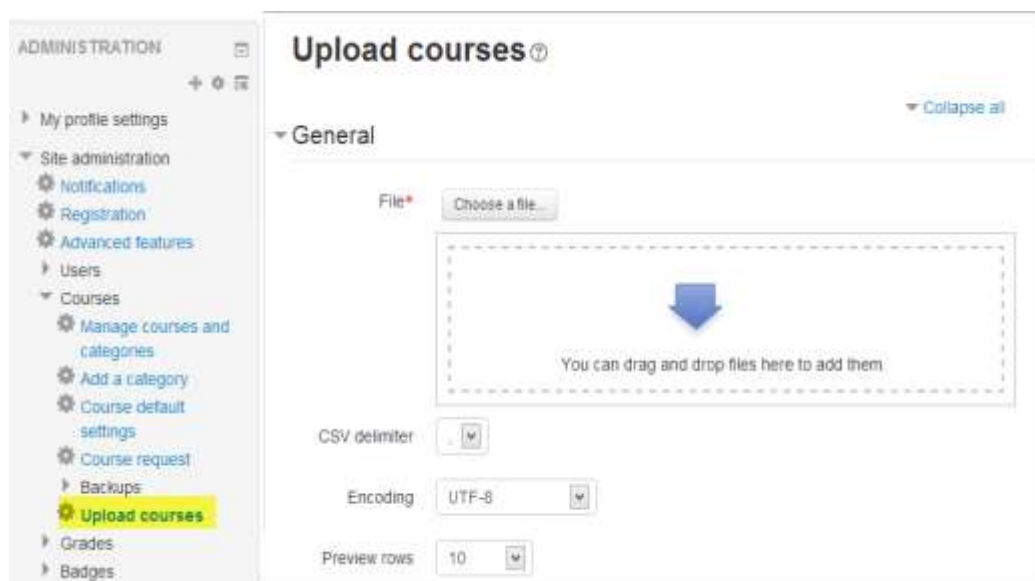 ADMINISTRATION
My profile settings
Site administration
Notifications
Registration
Advanced features
Users
Courses
Manage courses and
categories
Add a category
Course default
settings
Course request
Backups
Upload courses
Grades
Badges
Upload courses
Collapse all
General
File*
Choose a file...
You can drag and drop files here to add them
CSV delimiter
,
Encoding
UTF-8
Preview rows
10